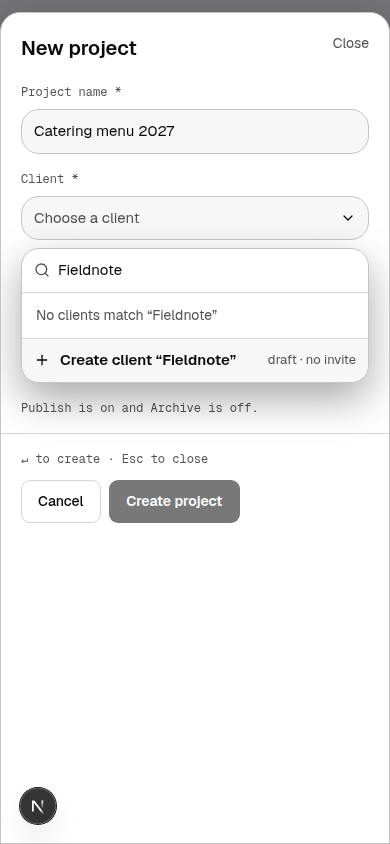 New project
Close
Project name *
Catering menu 2027
Client *
Choose a client
Fieldnote
No clients match “Fieldnote”
Create client “Fieldnote” draft · no invite
Publish is on and Archive is off.
↵ to create · Esc to close
Cancel
Create project
N